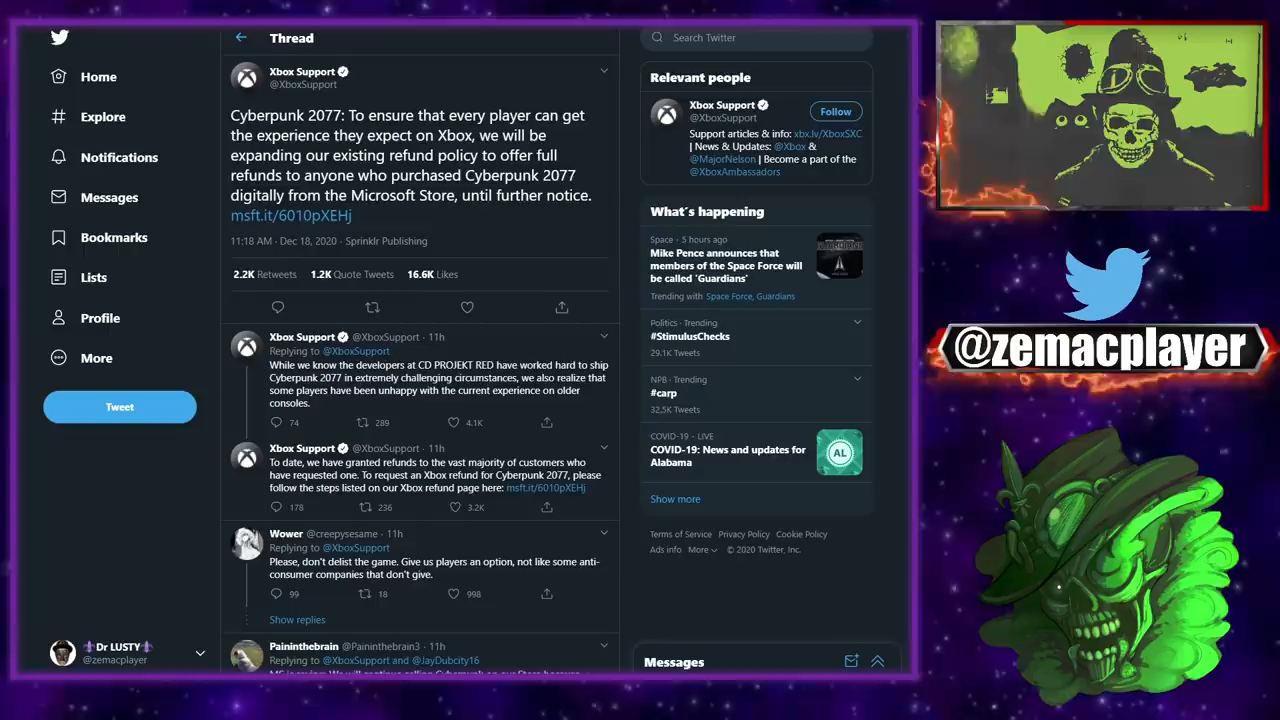 Home
Explore
Notifications
Messages
Bookmarks
Lists
Profile
More
Tweet
Dr LUSTY
@zemacplayer
Thread
Xbox Support
@XboxSupport
Cyberpunk 2077: To ensure that every player can get
the experience they expect on Xbox, we will be
expanding our existing refund policy to offer full
refunds to anyone who purchased Cyberpunk 2077
digitally from the Microsoft Store, until further notice.
msft.it/6010pXEHj
11:18 AM · Dec 18, 2020 · Sprinklr Publishing
2.2K Retweets 1.2K Quote Tweets 16.6K Likes
Xbox Support @XboxSupport · 11h
Replying to @XboxSupport
While we know the developers at CD PROJEKT RED have worked hard to ship
Cyberpunk 2077 in extremely challenging circumstances, we also realize that
some players have been unhappy with the current experience on older
consoles.
74 289 4.1K
Xbox Support @XboxSupport · 11h
To date, we have granted refunds to the vast majority of customers who
have requested one. To request an Xbox refund for Cyberpunk 2077, please
follow the steps listed on our Xbox refund page here: msft.it/6010pXEHj
178 236 3.2K
Wower @creepysesame · 11h
Replying to @XboxSupport
Please, don't delist the game. Give us players an option, not like some anti-
consumer companies that don't give.
99 18 998
Show replies
Paininthebrain @Paininthebrain3 · 11h
Replying to @XboxSupport and @JayDubcity16
Search Twitter
Relevant people
Xbox Support
@XboxSupport
Follow
Support articles & info: xbx.lv/XboxSXC
| News & Updates: @Xbox &
@MajorNelson | Become a part of the
@XboxAmbassadors
What's happening
Space · 5 hours ago
Mike Pence announces that
members of the Space Force will
be called 'Guardians'
Trending with Space Force, Guardians
Politics · Trending
#StimulusChecks
29.1K Tweets
NPB · Trending
#carp
32,5K Tweets
COVID-19 · LIVE
COVID-19: News and updates for
Alabama
AL
Show more
Terms of Service Privacy Policy Cookie Policy
Ads info More © 2020 Twitter, Inc.
Messages
@zemacplayer